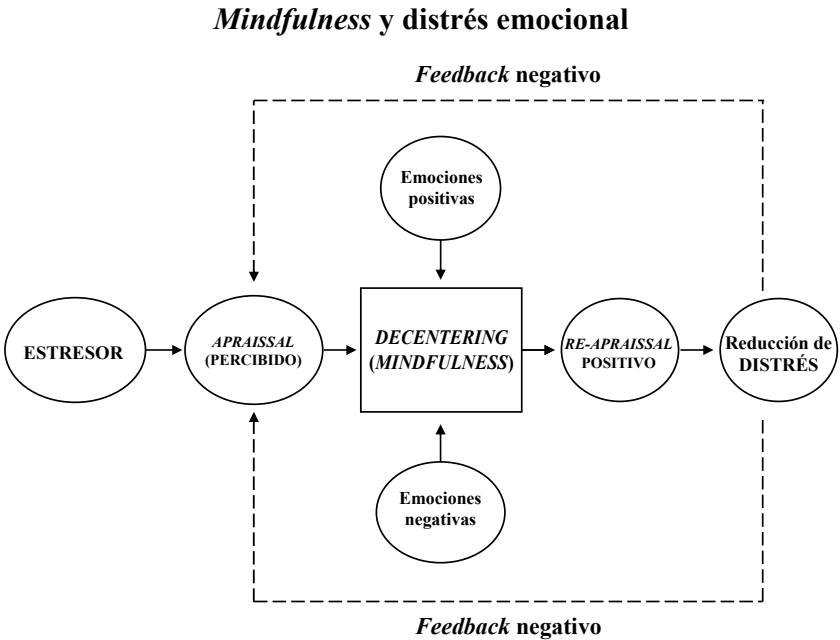 Mindfulness y distrés emocional
Feedback negativo
Emociones
positivas
ESTRESOR
APRAISSAL
(PERCIBIDO)
DECENTERING
(MINDFULNESS)
RE-APRAISSAL
POSITIVO
Reducción de
DISTRÉS
Emociones
negativas
Feedback negativo